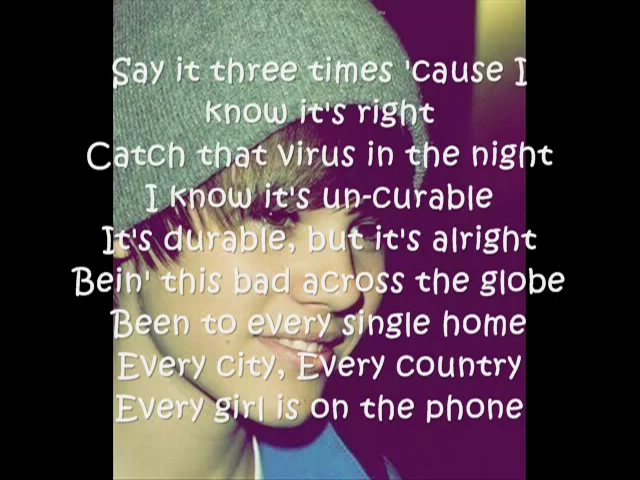 Say it three times 'cause I
know it's right
Catch that virus in the night
I know it's un-curable
It's durable, but it's alright
Bein' this bad across the globe
Been to every single home
Every city, Every country
Every girl is on the phone